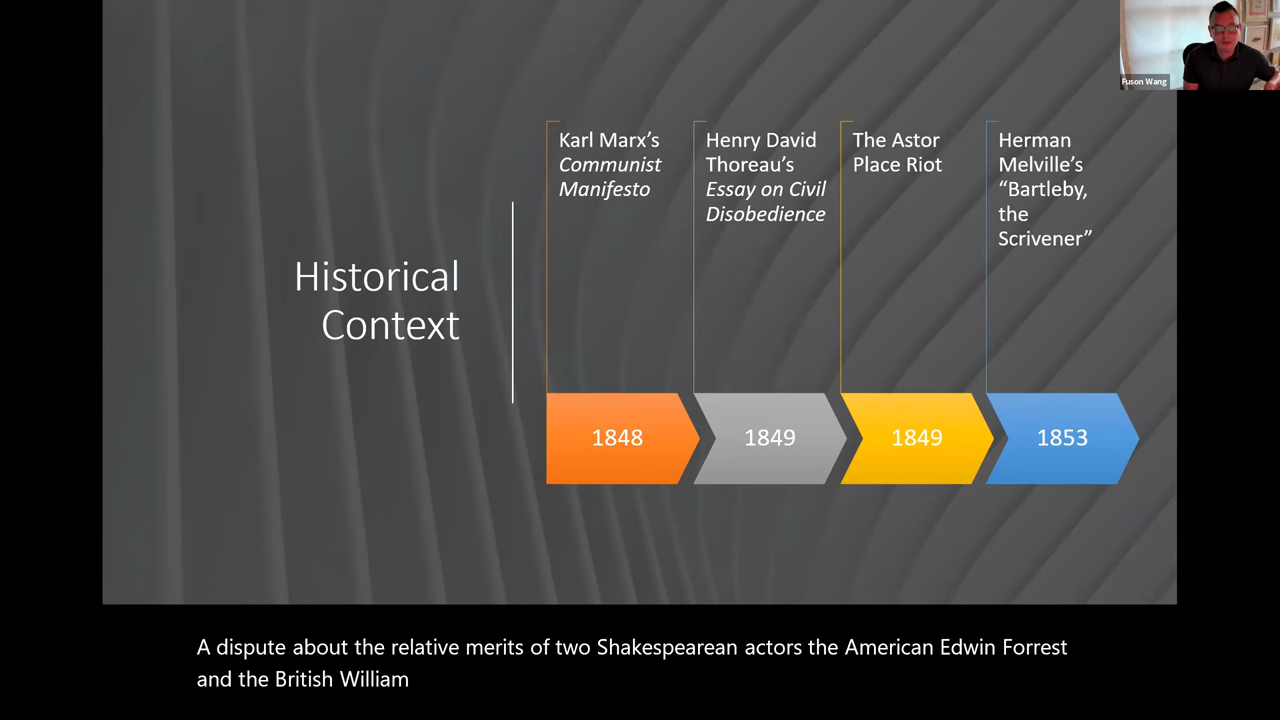 Fuson Wang
Historical
Context
Karl Marx’s
Communist
Manifesto
Henry David
Thoreau’s
Essay on Civil
Disobedience
The Astor
Place Riot
Herman
Melville’s
“Bartleby,
the
Scrivener”
1848
1849
1849
1853
A dispute about the relative merits of two Shakespearean actors the American Edwin Forrest
and the British William